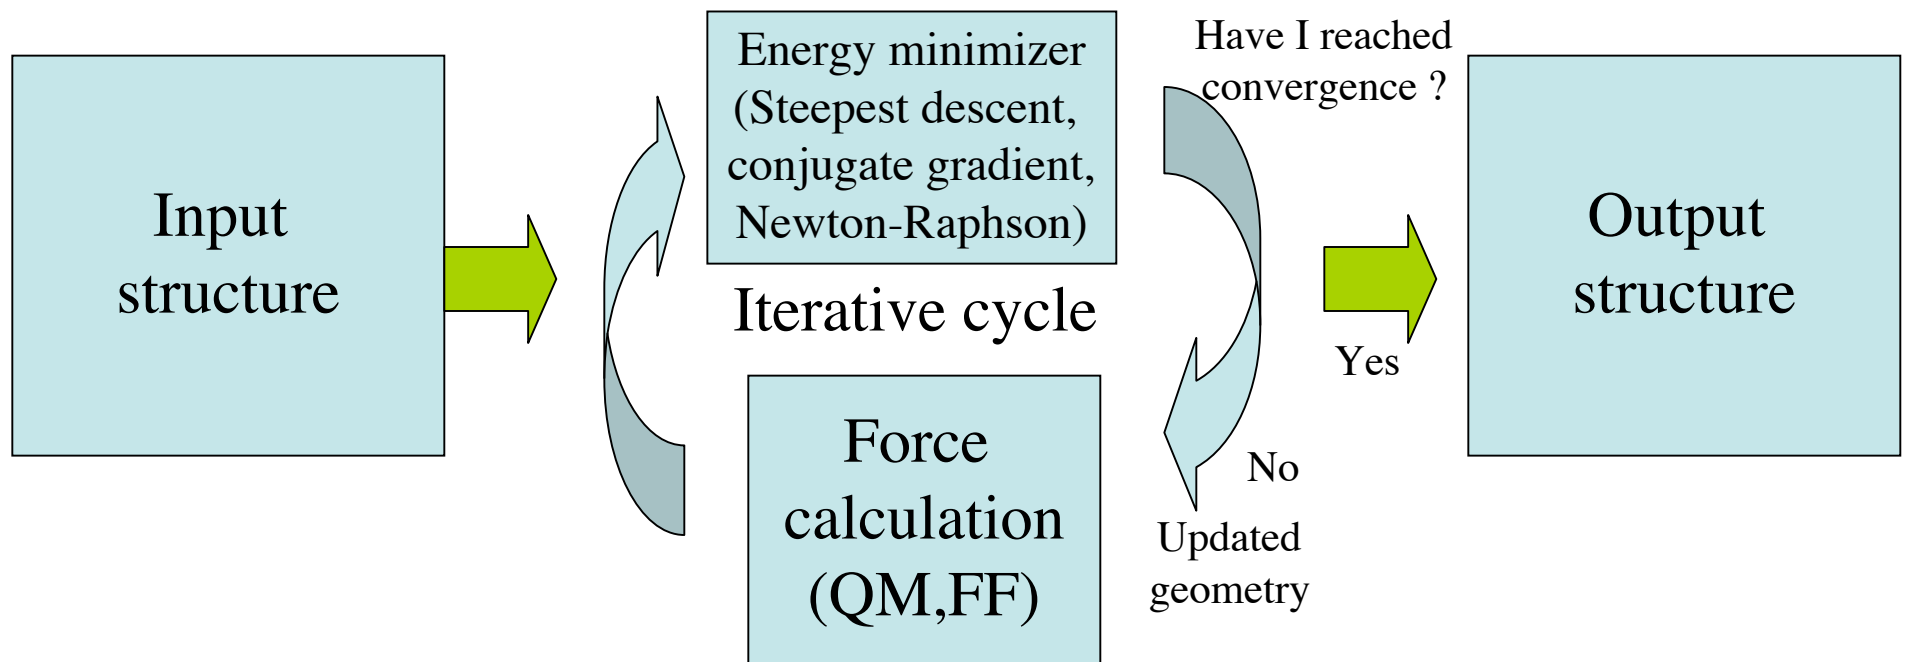 Input
structure
Energy minimizer
(Steepest descent,
conjugate gradient,
Newton-Raphson)
Iterative cycle
Force
calculation
(QM,FF)
Have I reached
convergence ?
Yes
No
Updated
geometry
Output
structure